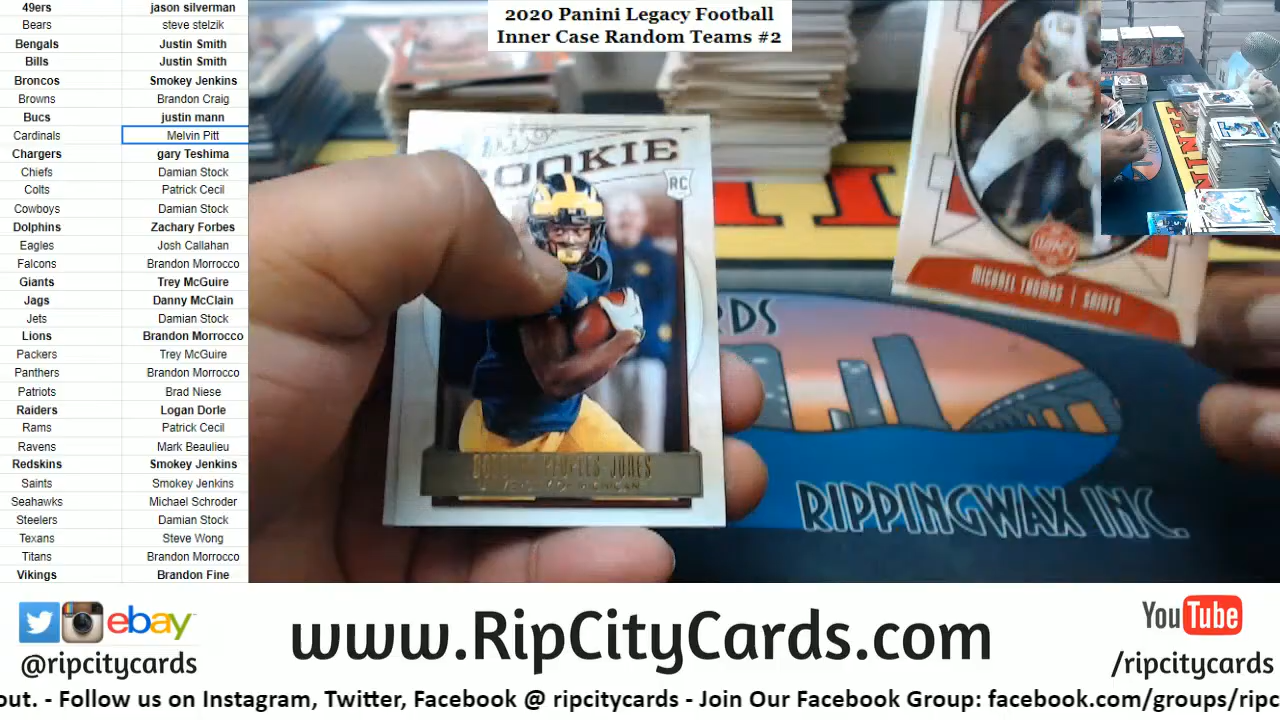 2020 Panini Legacy Football
Inner Case Random Teams #2
49ers jason silverman
Bears steve stelzik
Bengals Justin Smith
Bills Justin Smith
Broncos Smokey Jenkins
Browns Brandon Craig
Bucs justin mann
Cardinals Melvin Pitt
Chargers gary Teshima
Chiefs Damian Stock
Colts Patrick Cecil
Cowboys Damian Stock
Dolphins Zachary Forbes
Eagles Josh Callahan
Falcons Brandon Morrocco
Giants Trey McGuire
Jags Danny McClain
Jets Damian Stock
Lions Brandon Morrocco
Packers Trey McGuire
Panthers Brandon Morrocco
Patriots Brad Niese
Raiders Logan Dorle
Rams Patrick Cecil
Ravens Mark Beaulieu
Redskins Smokey Jenkins
Saints Smokey Jenkins
Seahawks Michael Schroder
Steelers Damian Stock
Texans Steve Wong
Titans Brandon Morrocco
Vikings Brandon Fine
OOKIE
RC
JONES
LEGACY
MICHAEL THOMAS | SAINTS
RDS
RIPPINGWAX INC.
ebay
@ripcitycards
www.RipCityCards.com
YouTube
/ripcitycards
out. - Follow us on Instagram, Twitter, Facebook @ ripcitycards - Join Our Facebook Group: facebook.com/groups/ripc